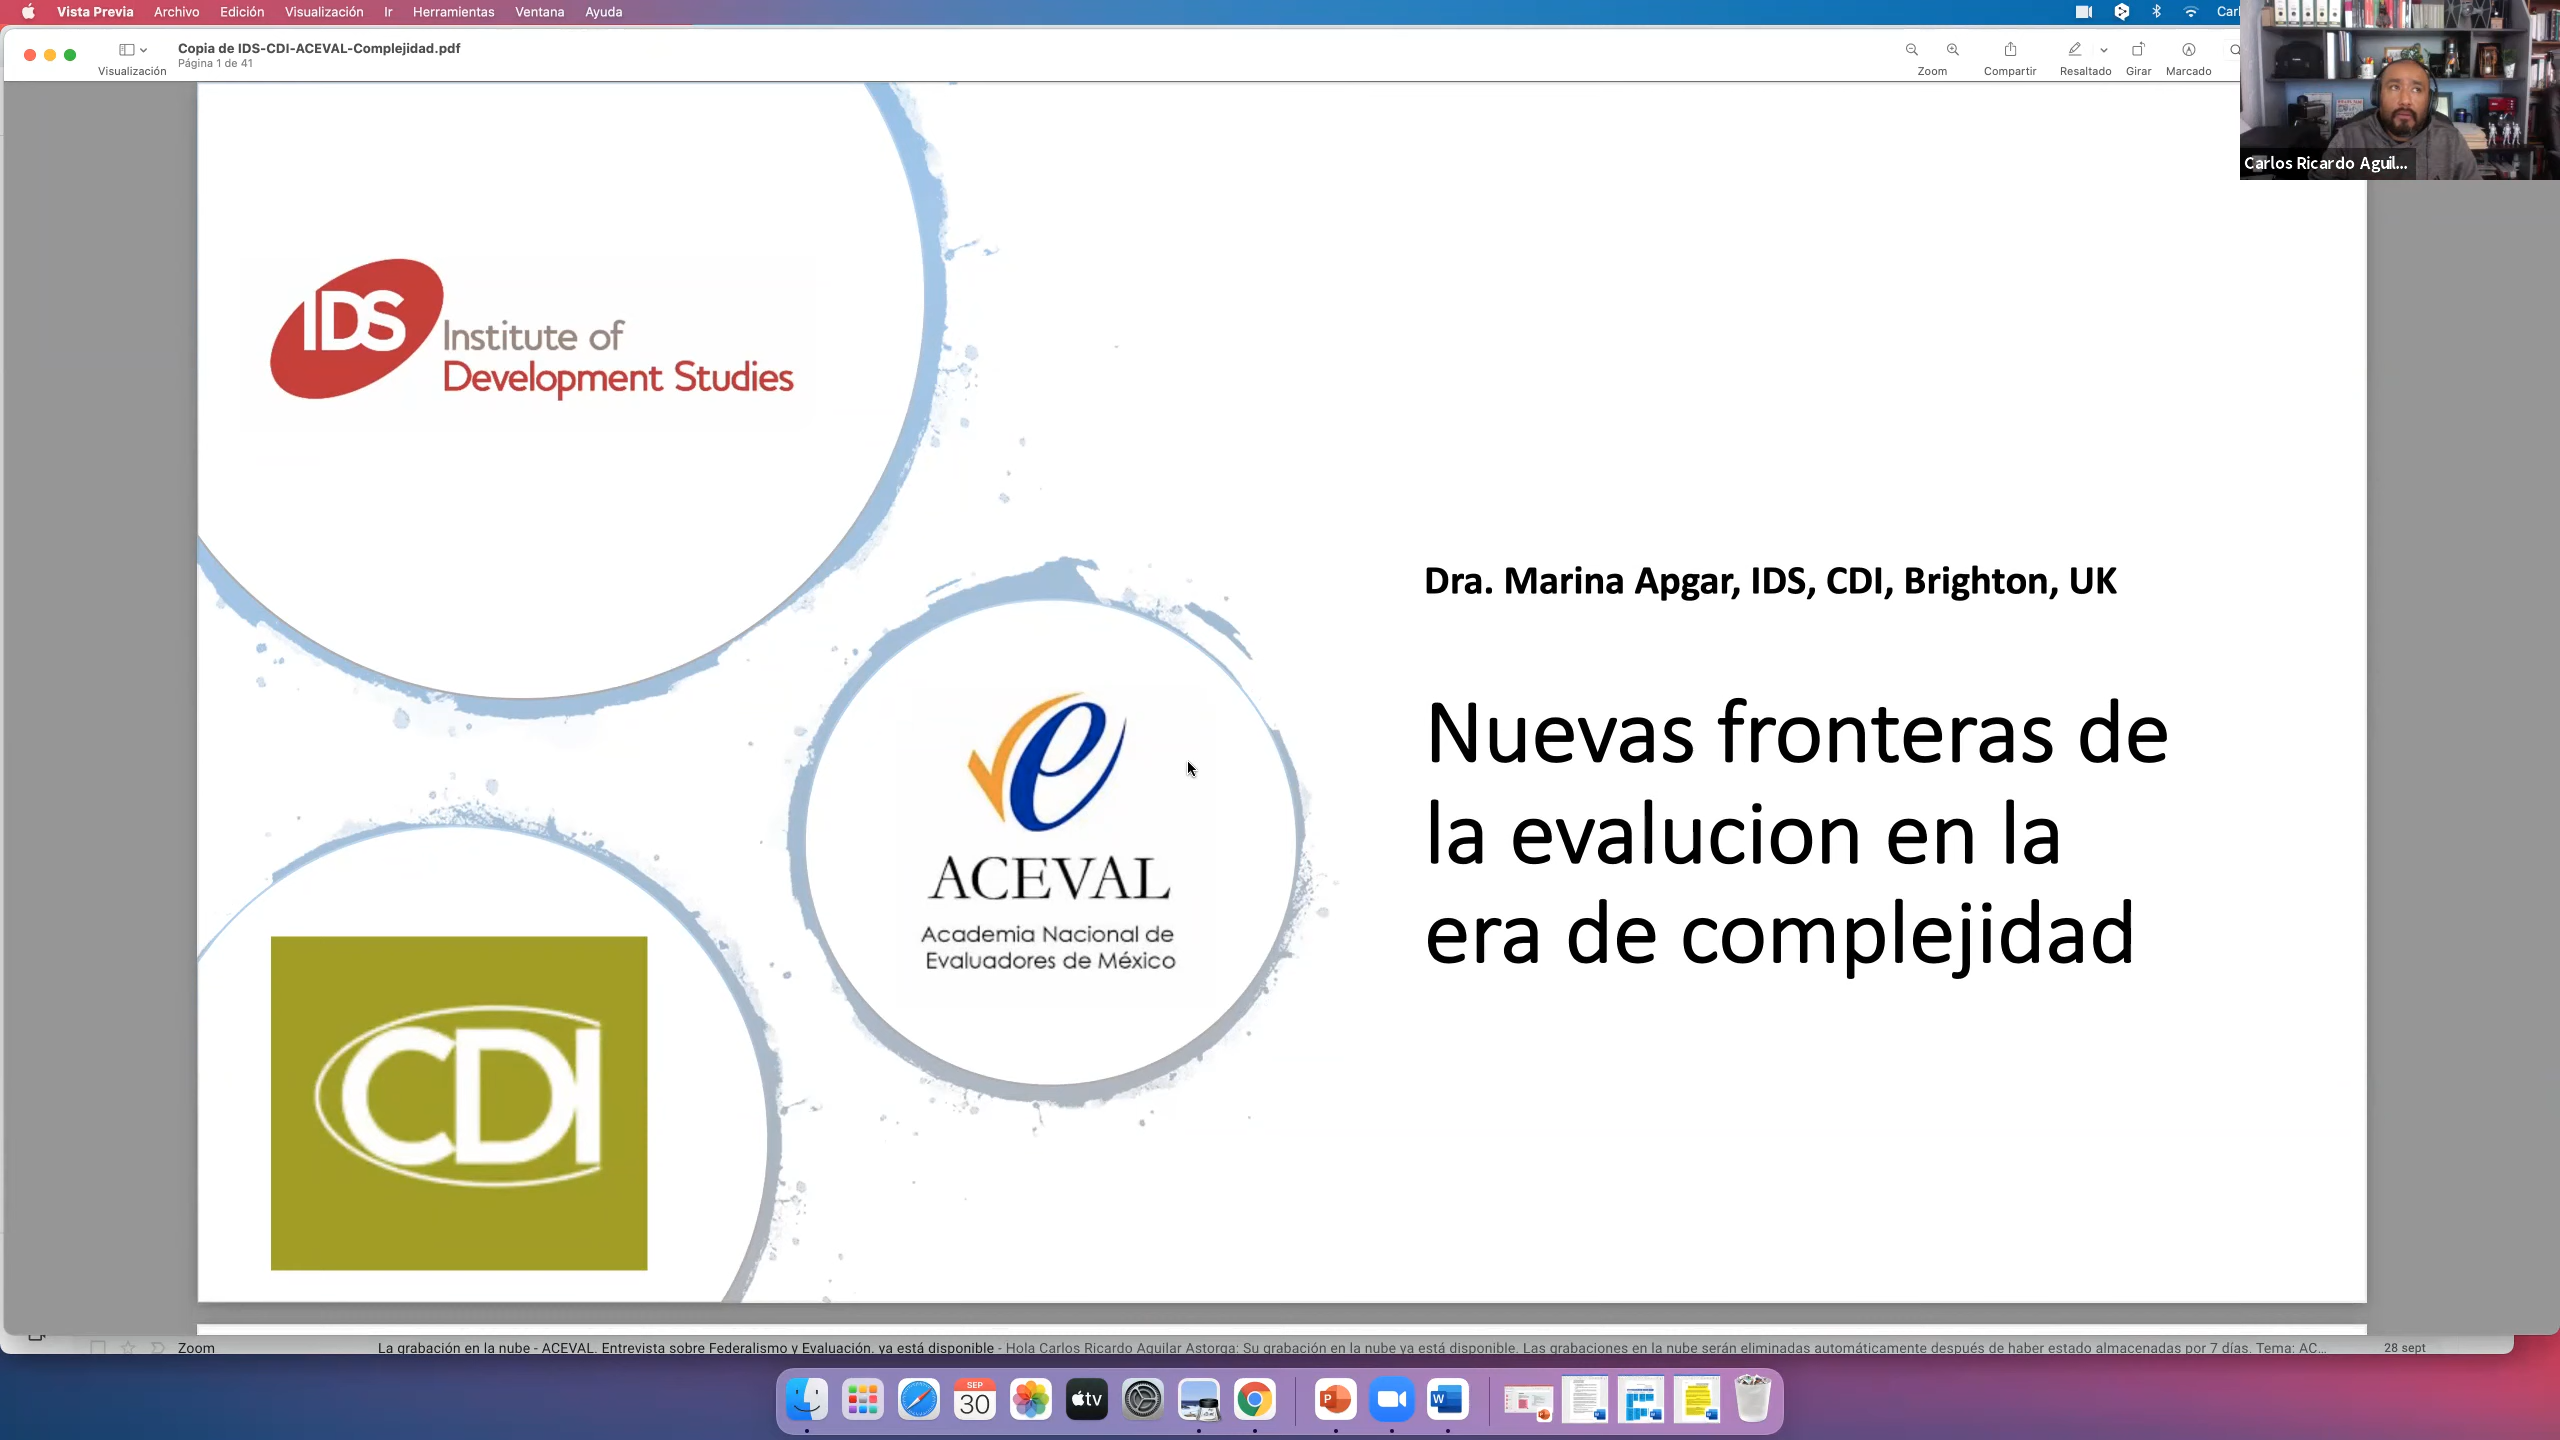 Vista Previa Archivo Edición Visualización Ir Herramientas Ventana Ayuda
Copia de IDS-CDI-ACEVAL-Complejidad.pdf
Página 1 de 41
Visualización
Zoom Compartir Resaltado Girar Marcado
Carlos Ricardo Aguil...
IDS Institute of
Development Studies
Dra. Marina Apgar, IDS, CDI, Brighton, UK
Nuevas fronteras de
la evalucion en la
era de complejidad
ACEVAL
Academia Nacional de
Evaluadores de México
CDI
Zoom La grabación en la nube - ACEVAL. Entrevista sobre Federalismo y Evaluación. ya está disponible - Hola Carlos Ricardo Aguilar Astorga: Su grabación en la nube ya está disponible. Las grabaciones en la nube serán eliminadas automáticamente después de haber estado almacenadas por 7 días. Tema: AC... 28 sept
SEP
30
tv
P
W